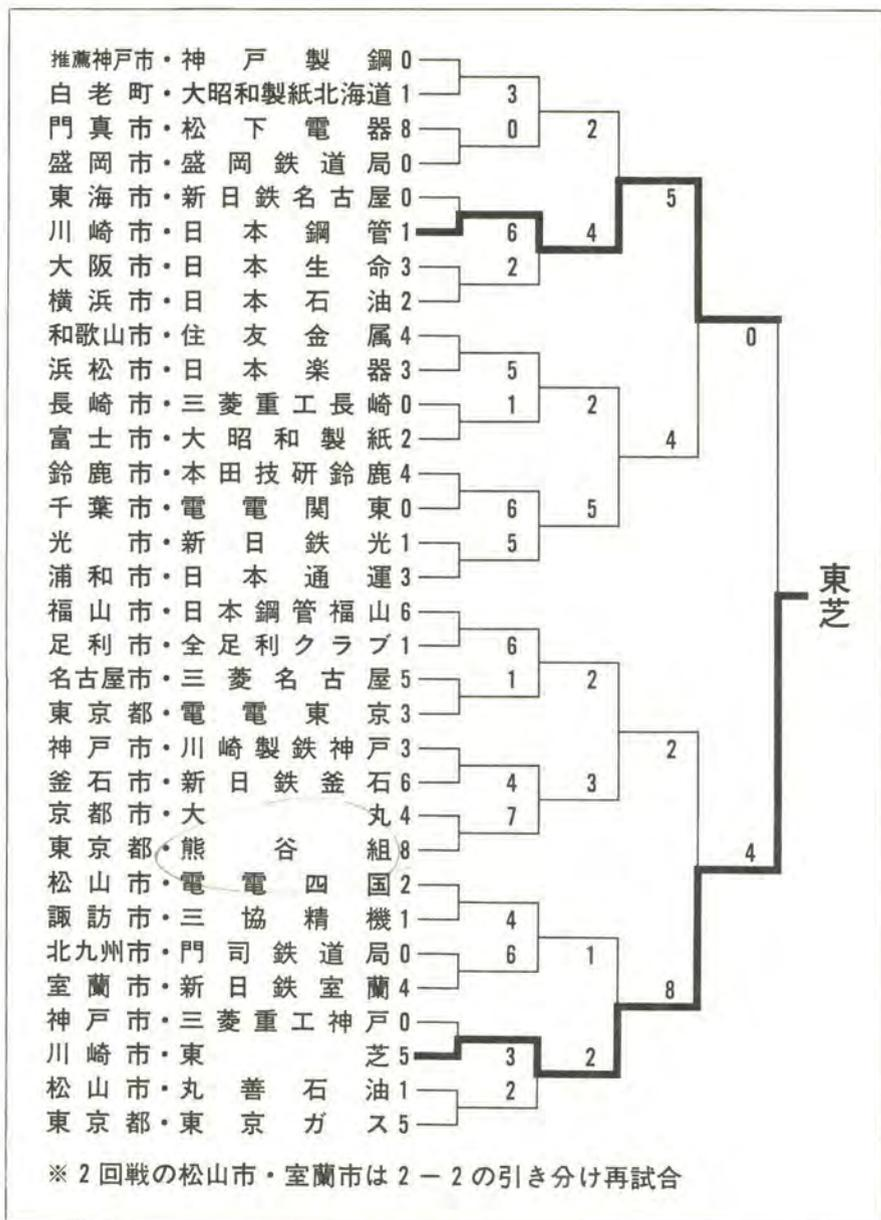 推薦神戸市・神戸製鋼 0
白老町・大昭和製紙北海道 1
3
門真市・松下電器 8
0
2
盛岡市・盛岡鉄道局 0
東海市・新日鉄名古屋 0
5
川崎市・日本鋼管 1
6
4
大阪市・日本生命 3
2
横浜市・日本石油 2
和歌山市・住友金属 4
0
浜松市・日本楽器 3
5
長崎市・三菱重工長崎 0
1
2
富士市・大昭和製紙 2
4
鈴鹿市・本田技研鈴鹿 4
千葉市・電電関東 0
6
5
光市・新日鉄光 1
5
浦和市・日本通運 3
東芝
福山市・日本鋼管福山 6
足利市・全足利クラブ 1
6
名古屋市・三菱名古屋 5
1
2
東京都・電電東京 3
神戸市・川崎製鉄神戸 3
2
釜石市・新日鉄釜石 6
4
3
京都市・大丸 4
7
東京都・熊谷組 8
4
松山市・電電四国 2
諏訪市・三協精機 1
4
北九州市・門司鉄道局 0
6
1
室蘭市・新日鉄室蘭 4
8
神戸市・三菱重工神戸 0
川崎市・東芝 5
3
2
松山市・丸善石油 1
2
東京都・東京ガス 5
※2回戦の松山市・室蘭市は2－2の引き分け再試合